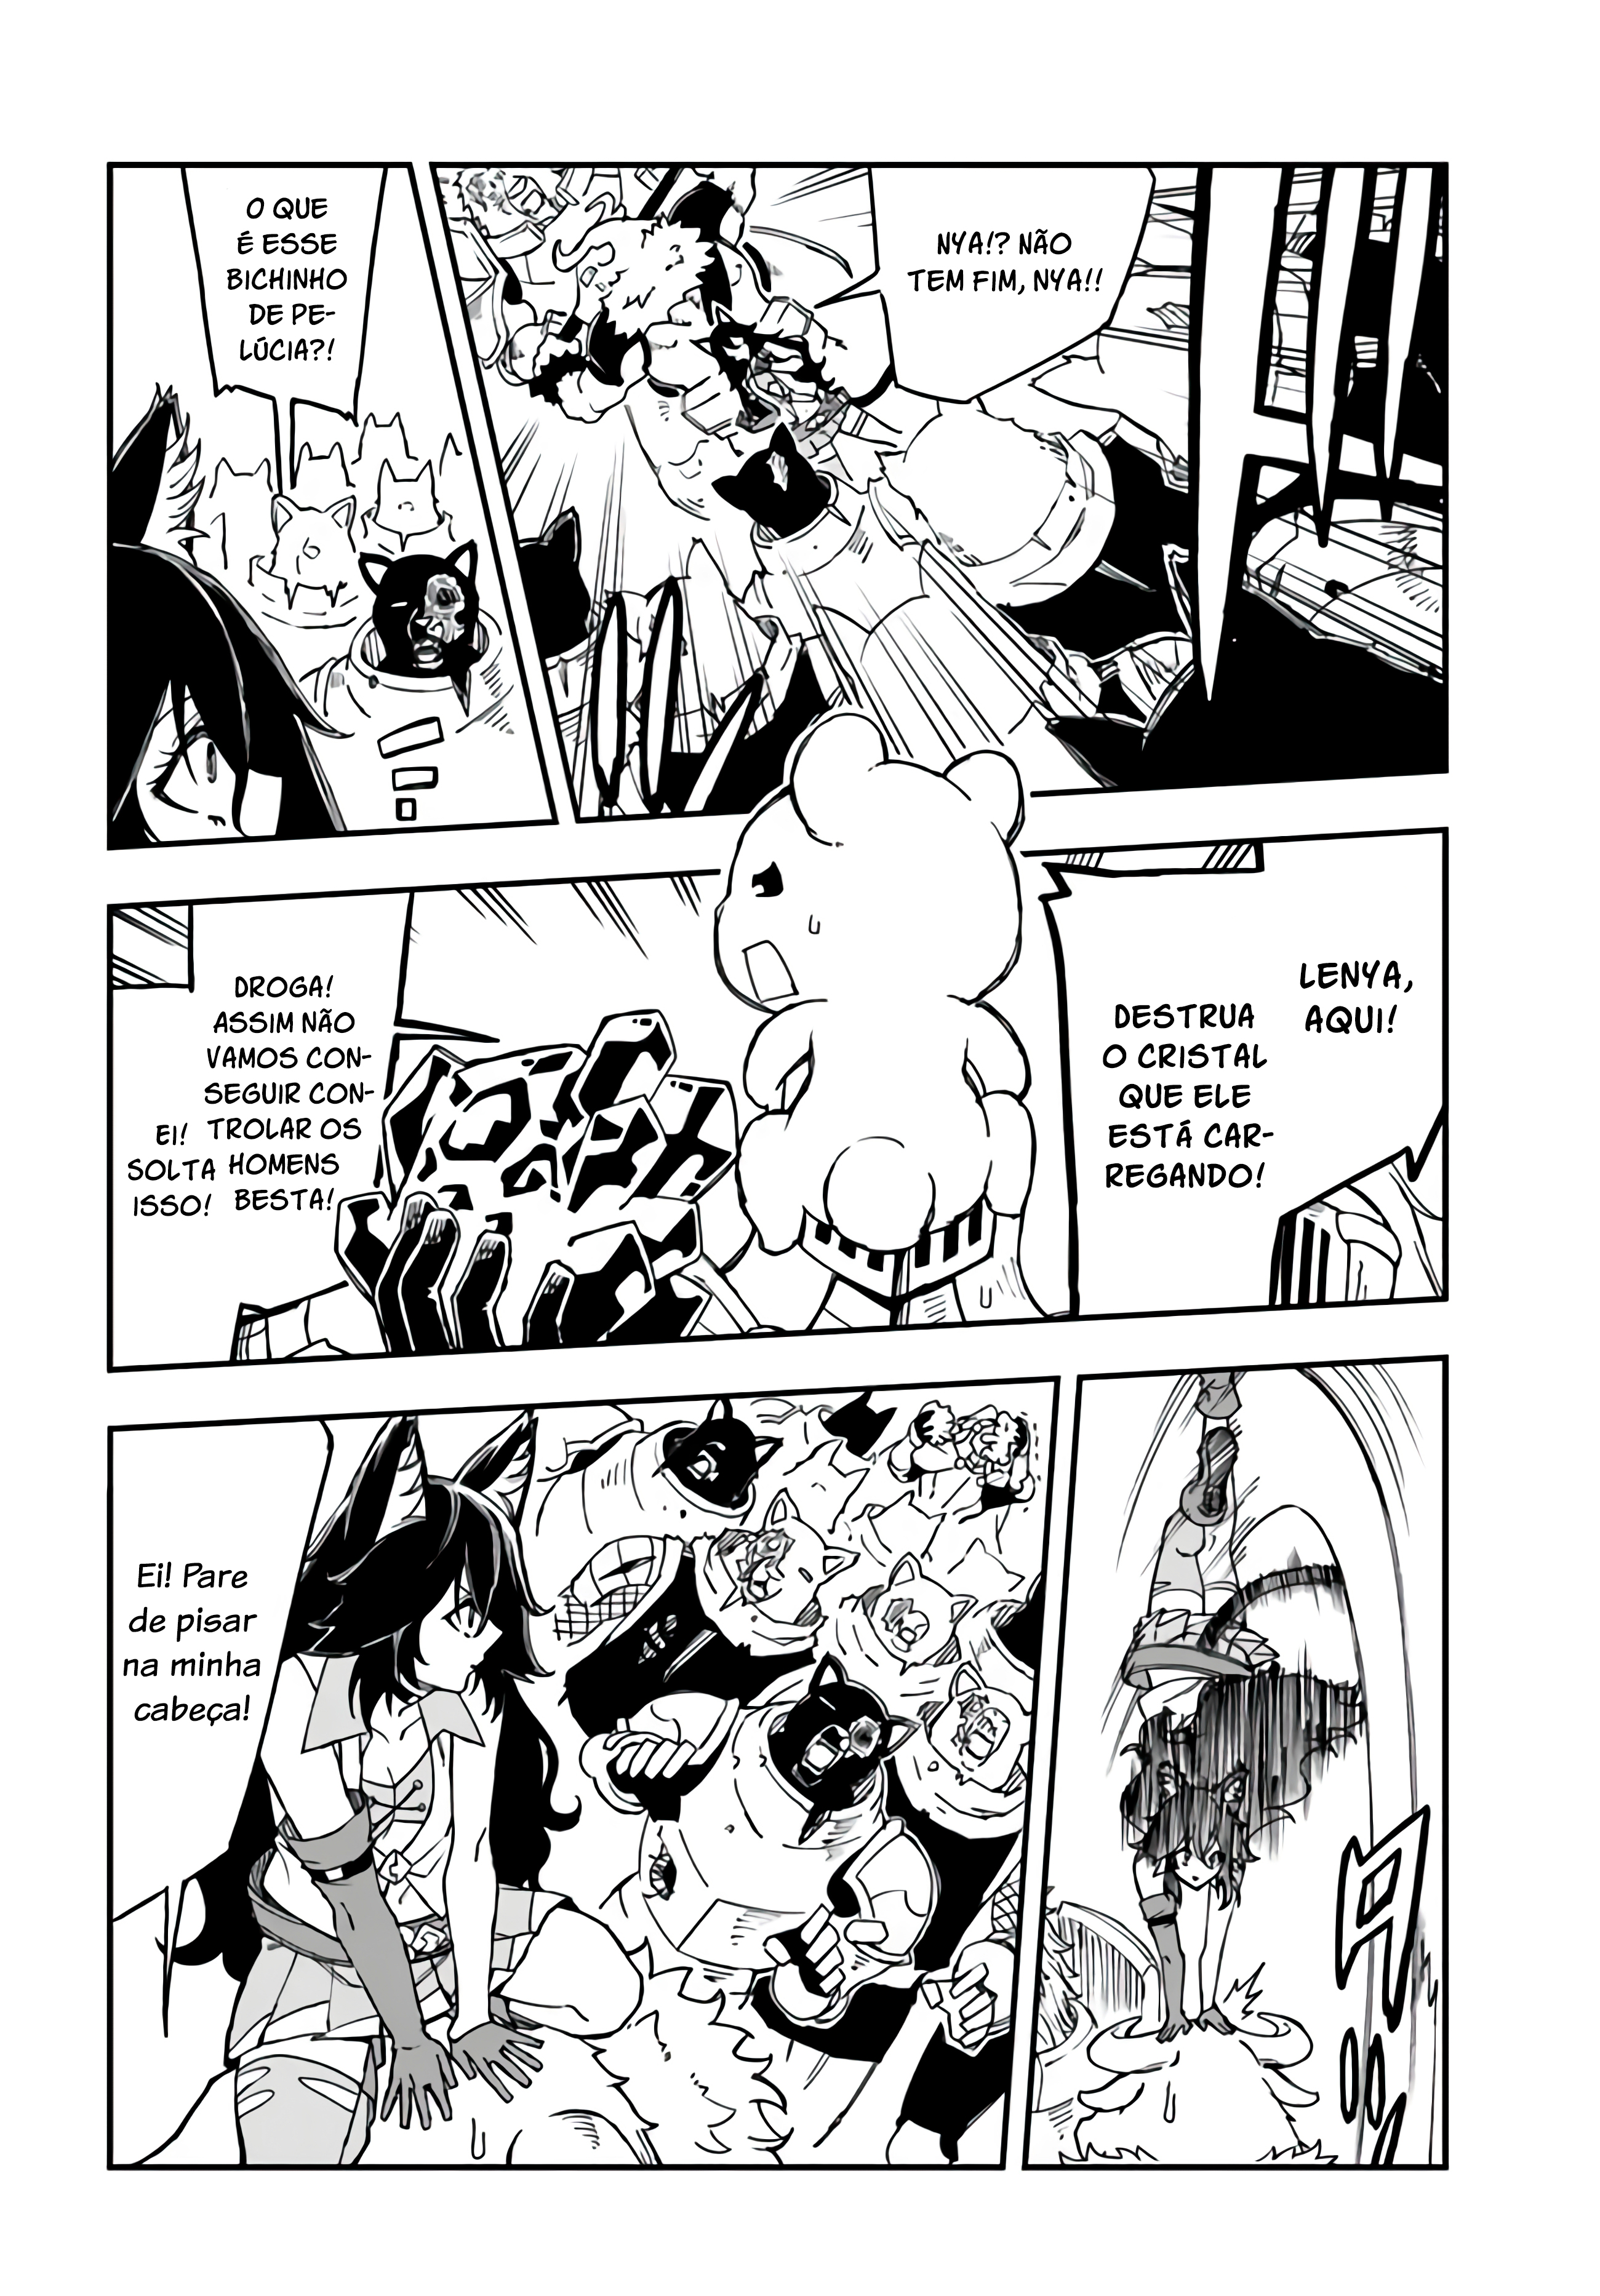 NYA!? NÃO
TEM FIM, NYA!!
O QUE
É ESSE
BICHINHO
DE PE-
LÚCIA?!
LENYA,
AQUI!
DESTRUA
O CRISTAL
QUE ELE
ESTÁ CAR-
REGANDO!
DROGA!
ASSIM NÃO
VAMOS CON-
SEGUIR CON-
TROLAR OS
HOMENS
BESTA!
EI!
SOLTA
ISSO!
Ei! Pare
de pisar
na minha
cabeça!